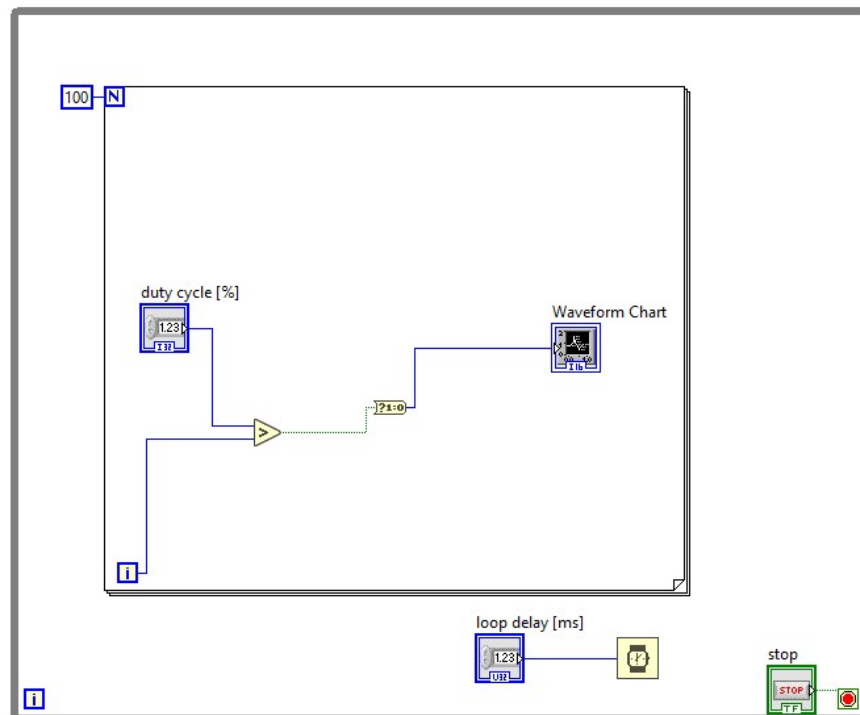 100 N
duty cycle [%]
1.23
I32
Waveform Chart
I16
?1:0
>
i
loop delay [ms]
1.23
U32
stop
STOP
TF
i